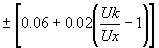 ± [0.06 + 0.02 (Uk/Ux − 1)]